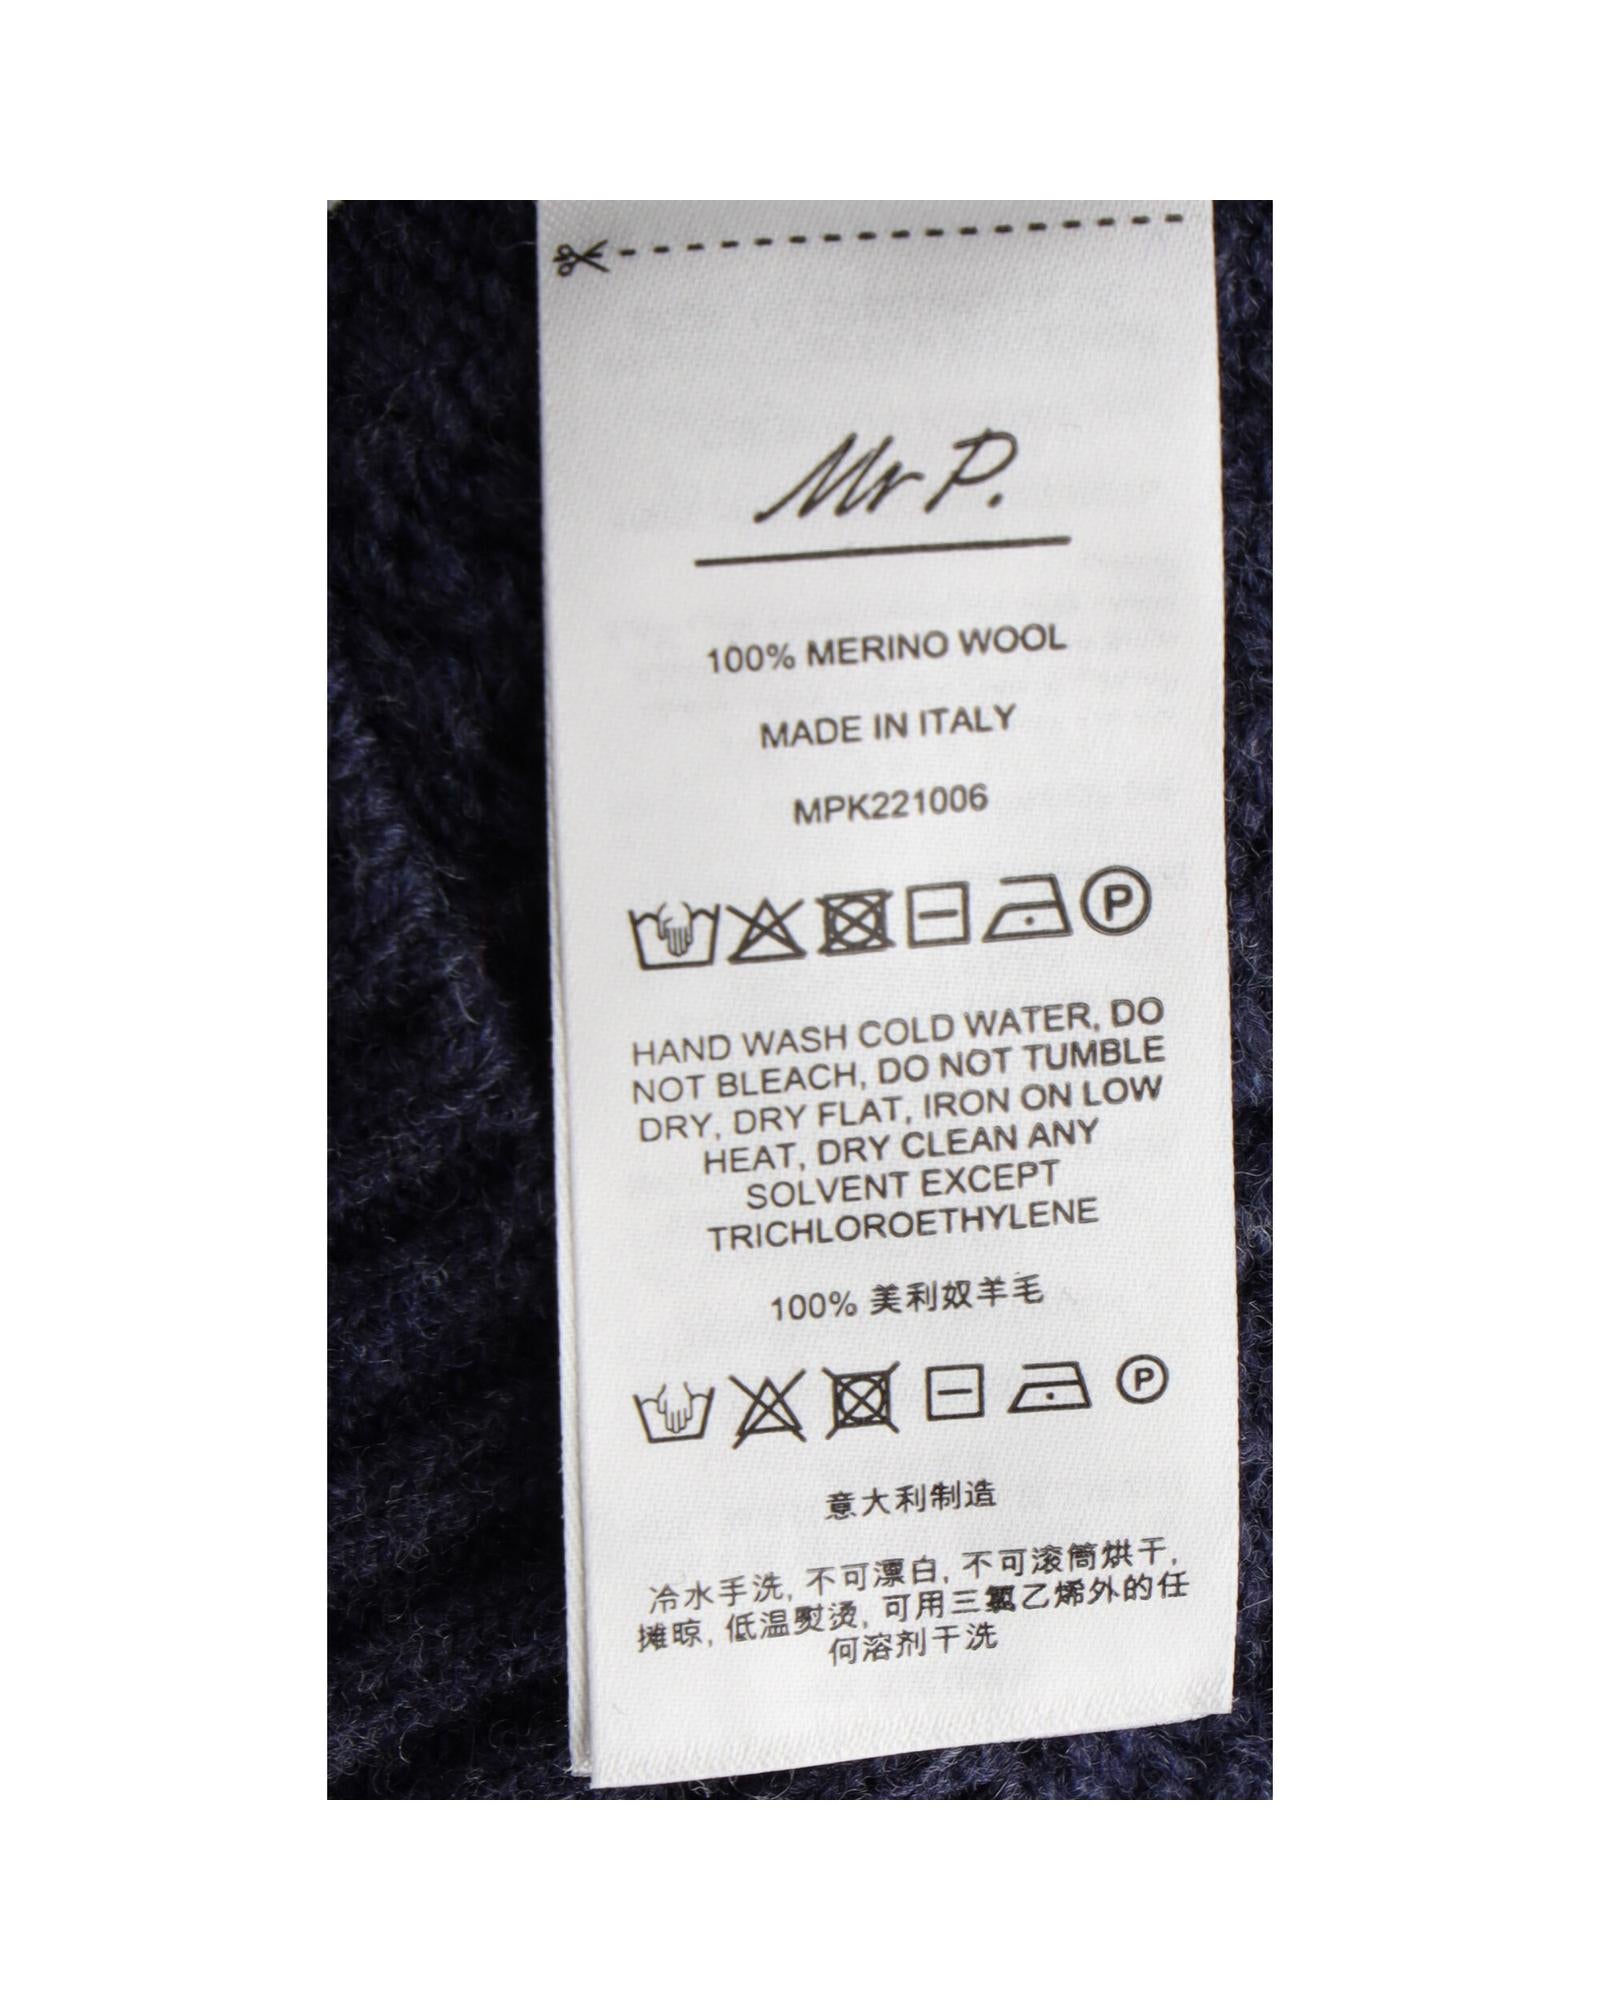 Mr P.
100% MERINO WOOL
MADE IN ITALY
MPK221006
P
HAND WASH COLD WATER, DO
NOT BLEACH, DO NOT TUMBLE
DRY, DRY FLAT, IRON ON LOW
HEAT, DRY CLEAN ANY
SOLVENT EXCEPT
TRICHLOROETHYLENE
100% 美利奴羊毛
P
意大利制造
冷水手洗, 不可漂白, 不可滚筒烘干,
摊晾, 低温熨烫, 可用三氯乙烯外的任
何溶剂干洗